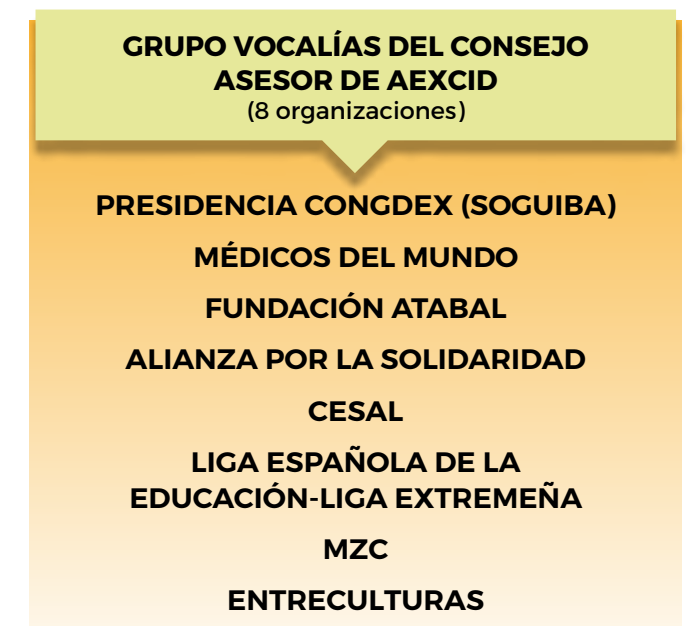 GRUPO VOCALÍAS DEL CONSEJO
ASESOR DE AEXCID
(8 organizaciones)
PRESIDENCIA CONGDEX (SOGUIBA)
MÉDICOS DEL MUNDO
FUNDACIÓN ATABAL
ALIANZA POR LA SOLIDARIDAD
CESAL
LIGA ESPAÑOLA DE LA
EDUCACIÓN-LIGA EXTREMEÑA
MZC
ENTRECULTURAS